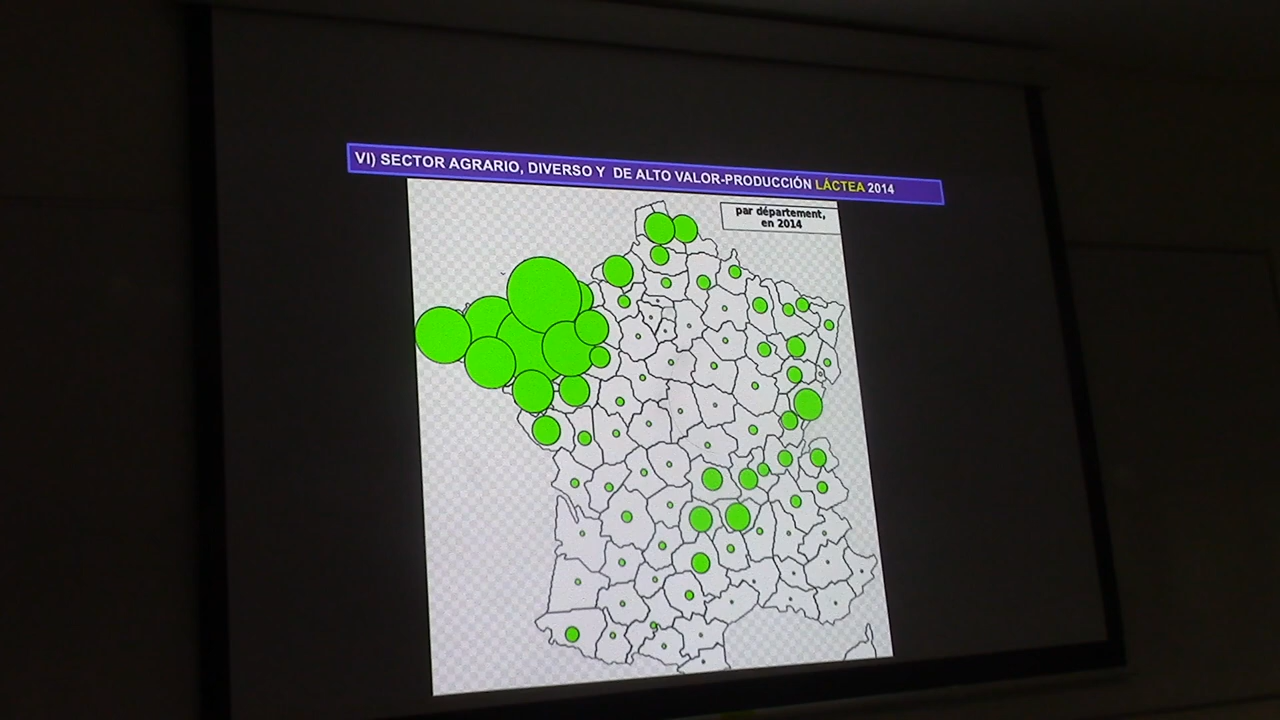 VI) SECTOR AGRARIO, DIVERSO Y DE ALTO VALOR-PRODUCCIÓN LÁCTEA 2014
par département,
en 2014